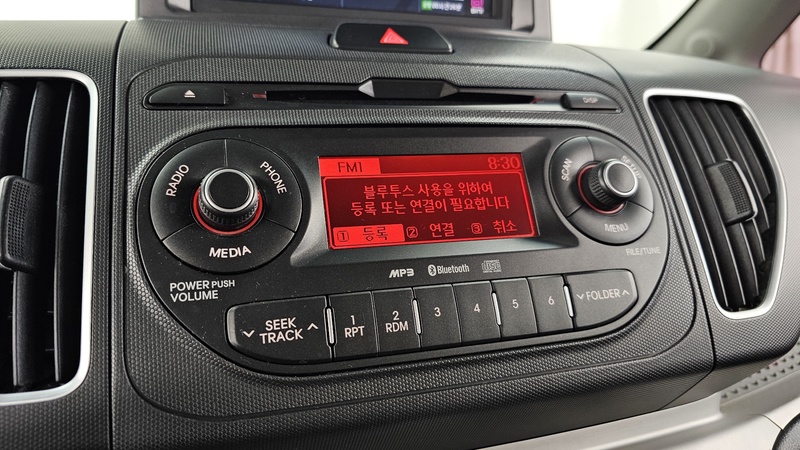 DISP
RADIO
PHONE
MEDIA
POWER PUSH
VOLUME
FM1 8:30
블루투스 사용을 위하여
등록 또는 연결이 필요합니다
① 등록 ② 연결 ③ 취소
SCAN
SETUP
MENU
FILE/TUNE
MP3 Bluetooth
SEEK
TRACK
1
RPT
2
RDM
3
4
5
6
FOLDER